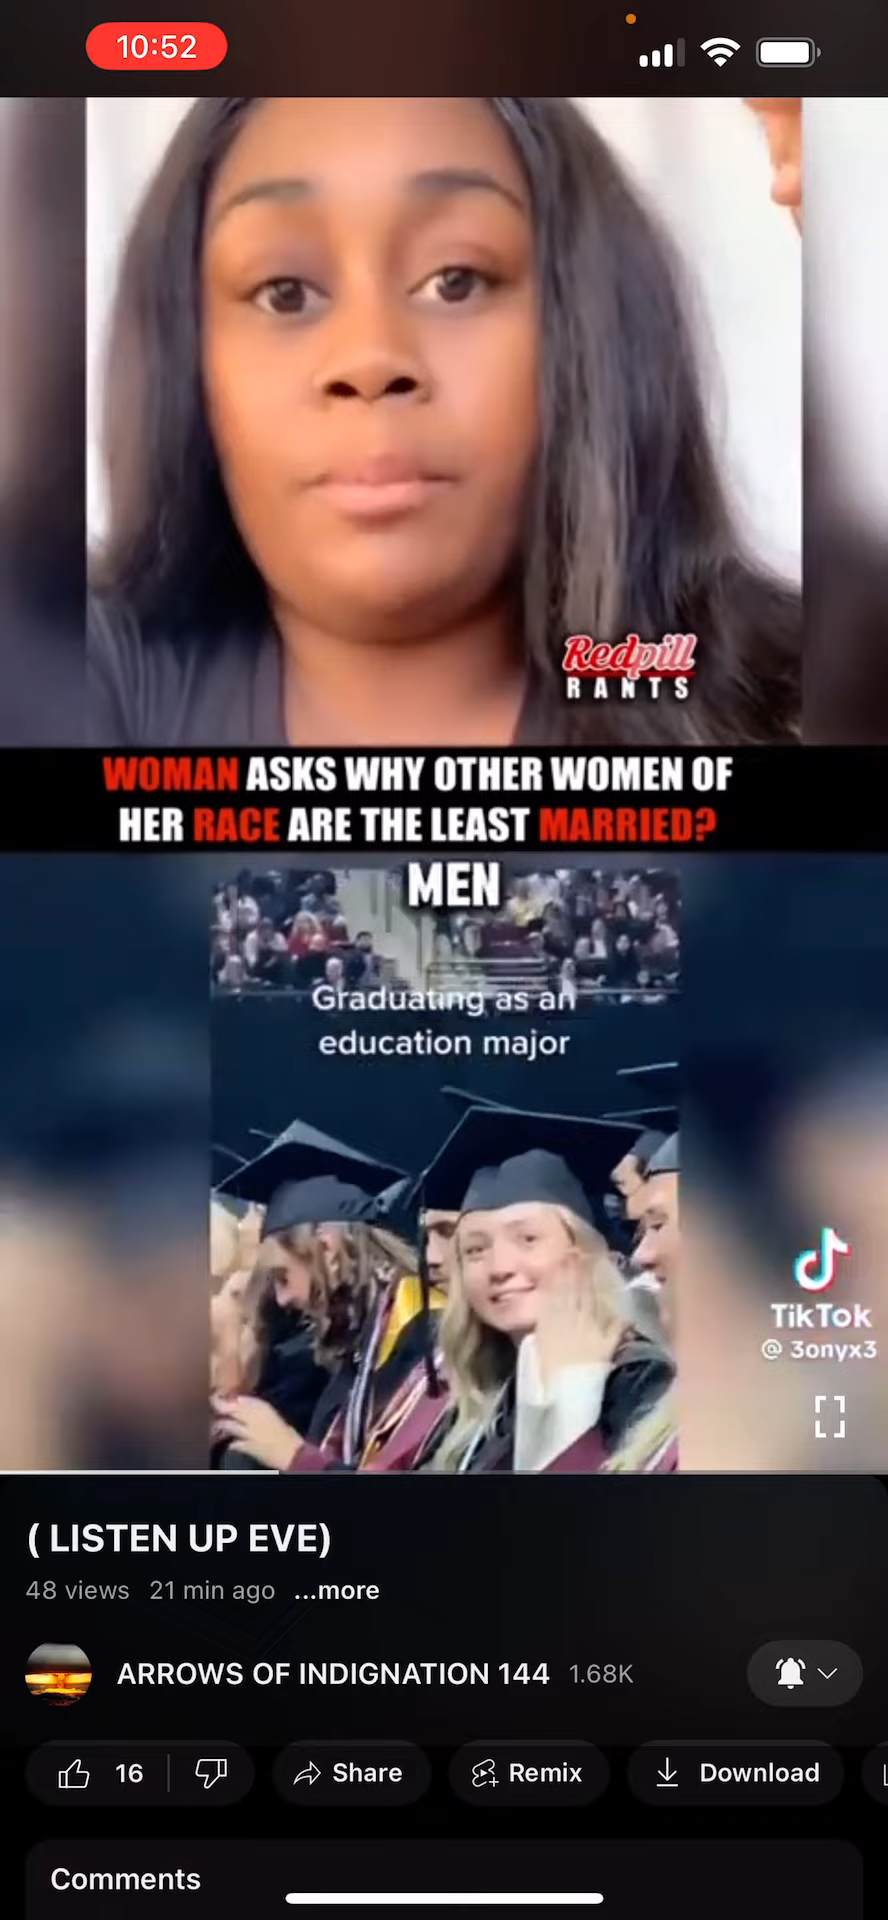 10:52
Redpill
RANTS
WOMAN ASKS WHY OTHER WOMEN OF
HER RACE ARE THE LEAST MARRIED?
MEN
Graduating as an
education major
TikTok
@ 3onyx3
( LISTEN UP EVE)
48 views 21 min ago ...more
ARROWS OF INDIGNATION 144 1.68K
16 Share Remix Download
Comments